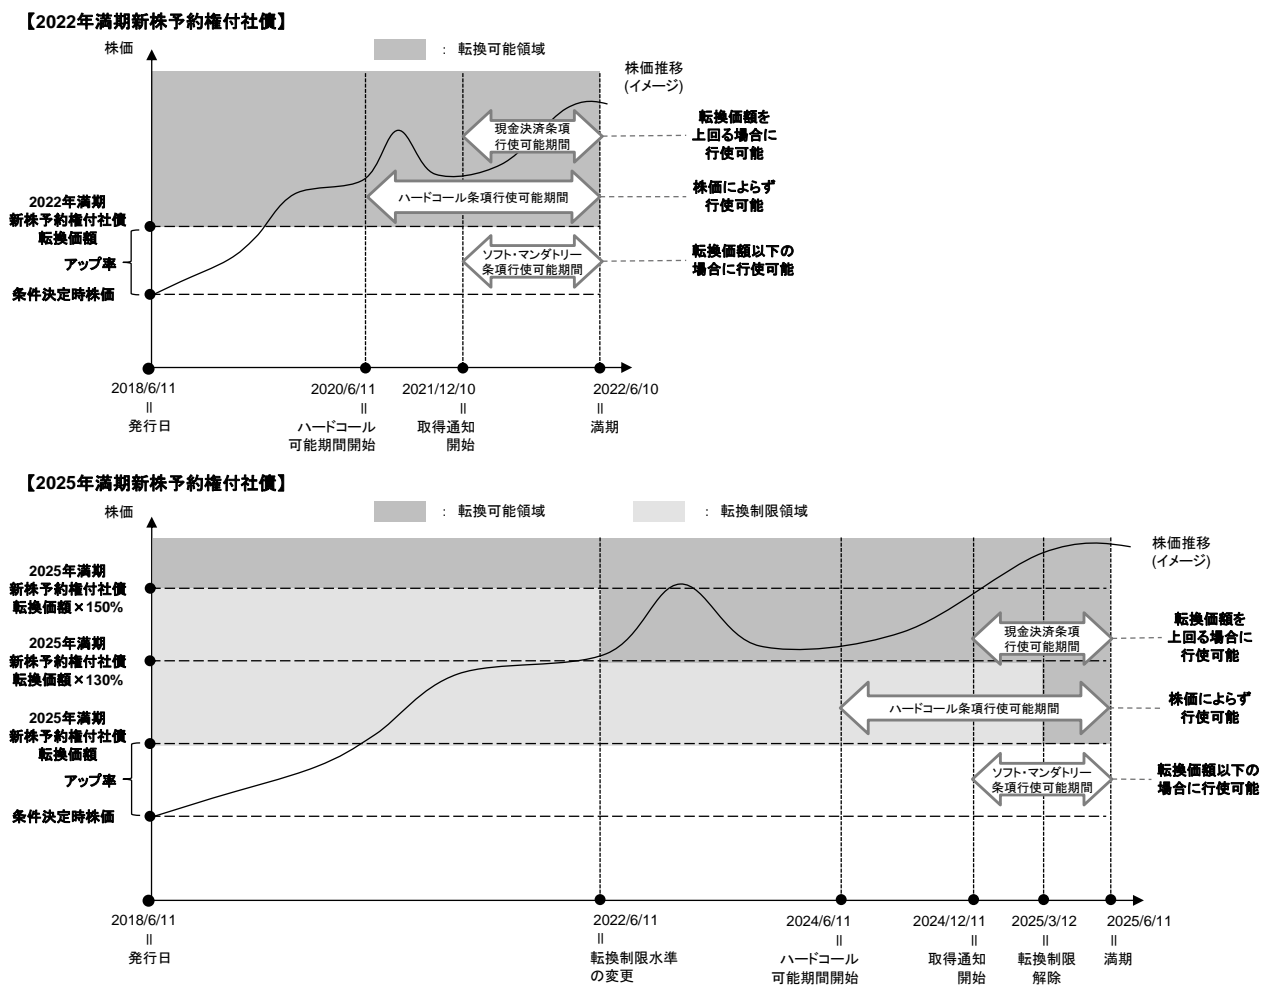 【2022年満期新株予約権付社債】
株価
： 転換可能領域
株価推移
(イメージ)
現金決済条項
行使可能期間
転換価額を
上回る場合に
行使可能
ハードコール条項行使可能期間
株価によらず
行使可能
2022年満期
新株予約権付社債
転換価額
アップ率
ソフト・マンダトリー
条項行使可能期間
転換価額以下の
場合に行使可能
条件決定時株価
2018/6/11
=
発行日
2020/6/11
=
ハードコール
可能期間開始
2021/12/10
=
取得通知
開始
2022/6/10
=
満期
【2025年満期新株予約権付社債】
株価
： 転換可能領域
： 転換制限領域
株価推移
(イメージ)
2025年満期
新株予約権付社債
転換価額×150%
2025年満期
新株予約権付社債
転換価額×130%
現金決済条項
行使可能期間
転換価額を
上回る場合に
行使可能
ハードコール条項行使可能期間
株価によらず
行使可能
2025年満期
新株予約権付社債
転換価額
アップ率
ソフト・マンダトリー
条項行使可能期間
転換価額以下の
場合に行使可能
条件決定時株価
2018/6/11
=
発行日
2022/6/11
=
転換制限水準
の変更
2024/6/11
=
ハードコール
可能期間開始
2024/12/11
=
取得通知
開始
2025/3/12
=
転換制限
解除
2025/6/11
=
満期